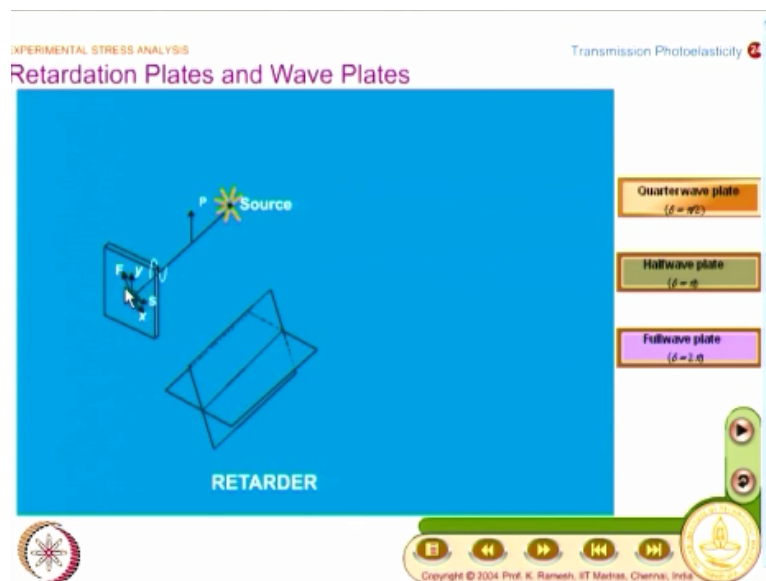 EXPERIMENTAL STRESS ANALYSIS
Transmission Photoelasticity 24
Retardation Plates and Wave Plates
P
Source
F y
S
x
RETARDER
Quarterwave plate
(δ = π/2)
Halfwave plate
(δ = π)
Fullwave plate
(δ = 2π)
Copyright © 2004 Prof. K. Ramesh, IIT Madras, Chennai, India